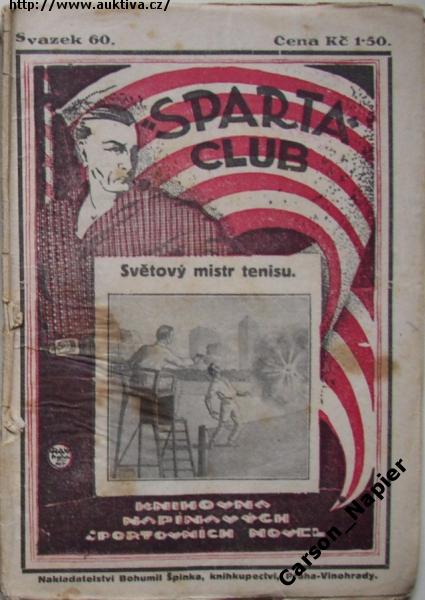 http://www.auktiva.cz/
Svazek 60.
Cena Kč 1·50.
"SPARTA"
CLUB
Světový mistr tenisu.
KNIHOVNA
NAPÍNAVÝCH
SPORTOVNÍCH NOVEL
Nakladatelství Bohumil Špinka, knihkupectví, Praha-Vinohrady.
Carson_Napier